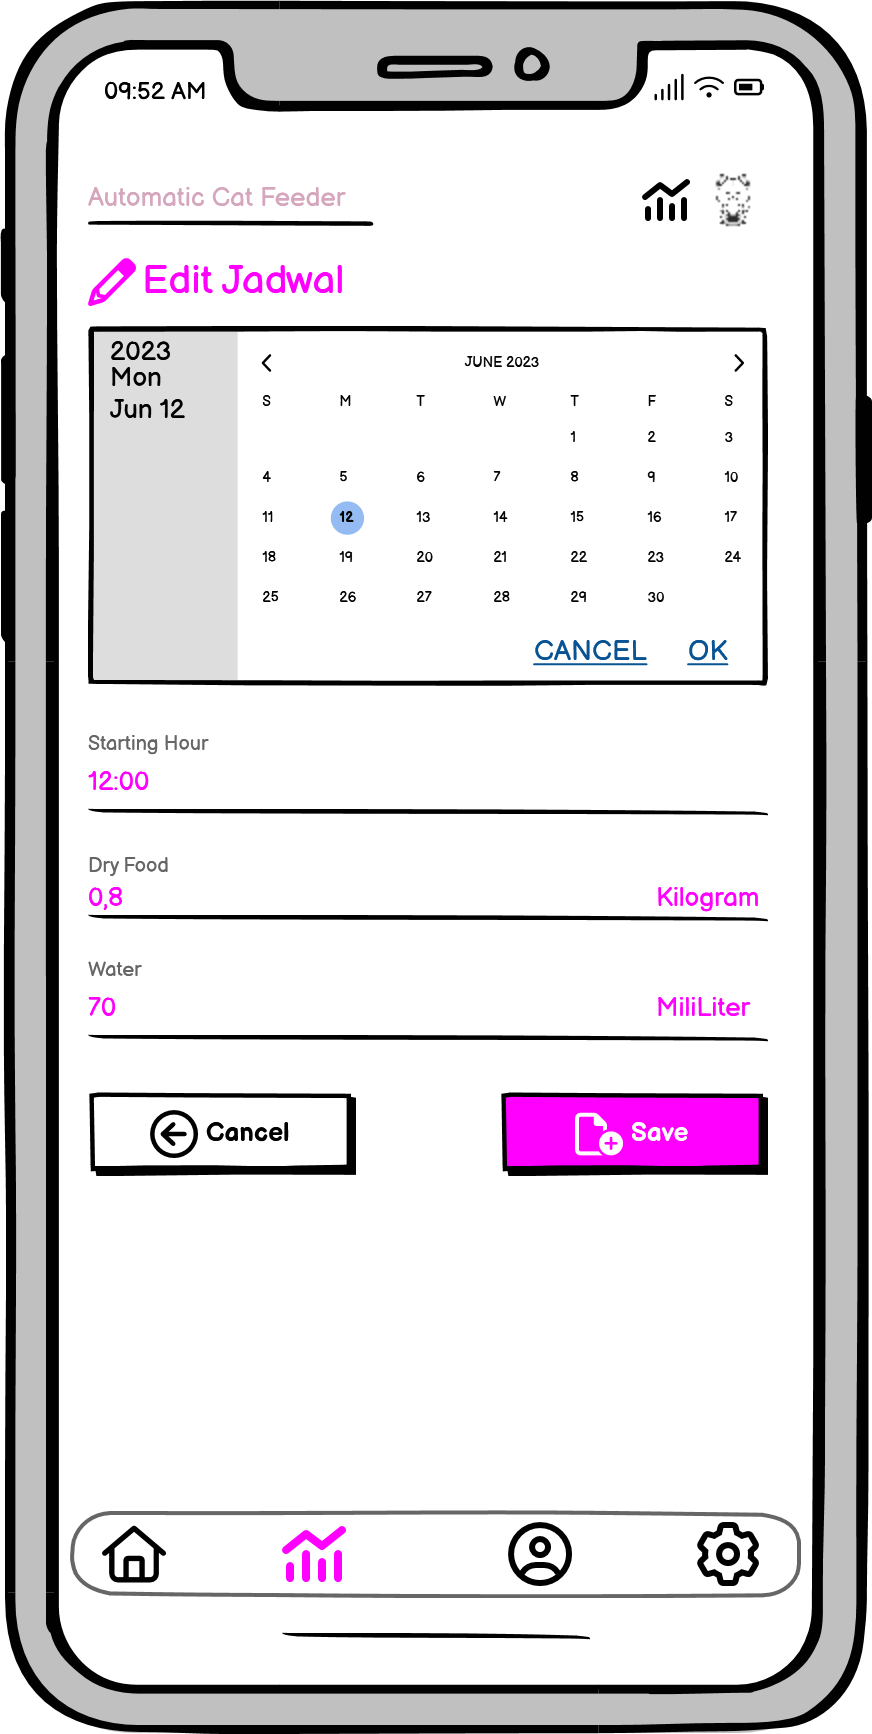 09:52 AM
Automatic Cat Feeder
Edit Jadwal
2023
Mon
Jun 12
JUNE 2023
S M T W T F S
1 2 3
4 5 6 7 8 9 10
11 12 13 14 15 16 17
18 19 20 21 22 23 24
25 26 27 28 29 30
CANCEL OK
Starting Hour
12:00
Dry Food
0,8 Kilogram
Water
70 MiliLiter
Cancel Save